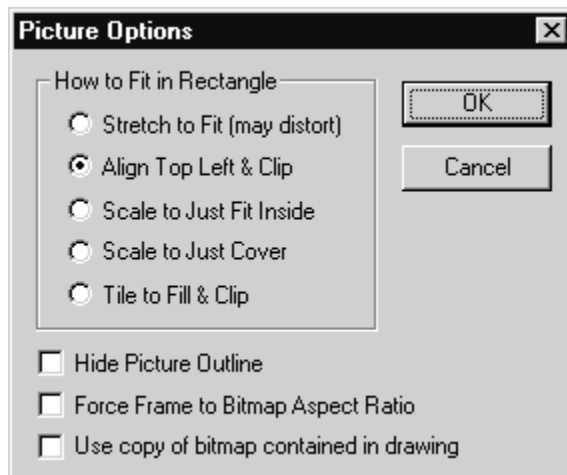 Picture Options
How to Fit in Rectangle
Stretch to Fit (may distort)
Align Top Left & Clip
Scale to Just Fit Inside
Scale to Just Cover
Tile to Fill & Clip
OK
Cancel
Hide Picture Outline
Force Frame to Bitmap Aspect Ratio
Use copy of bitmap contained in drawing